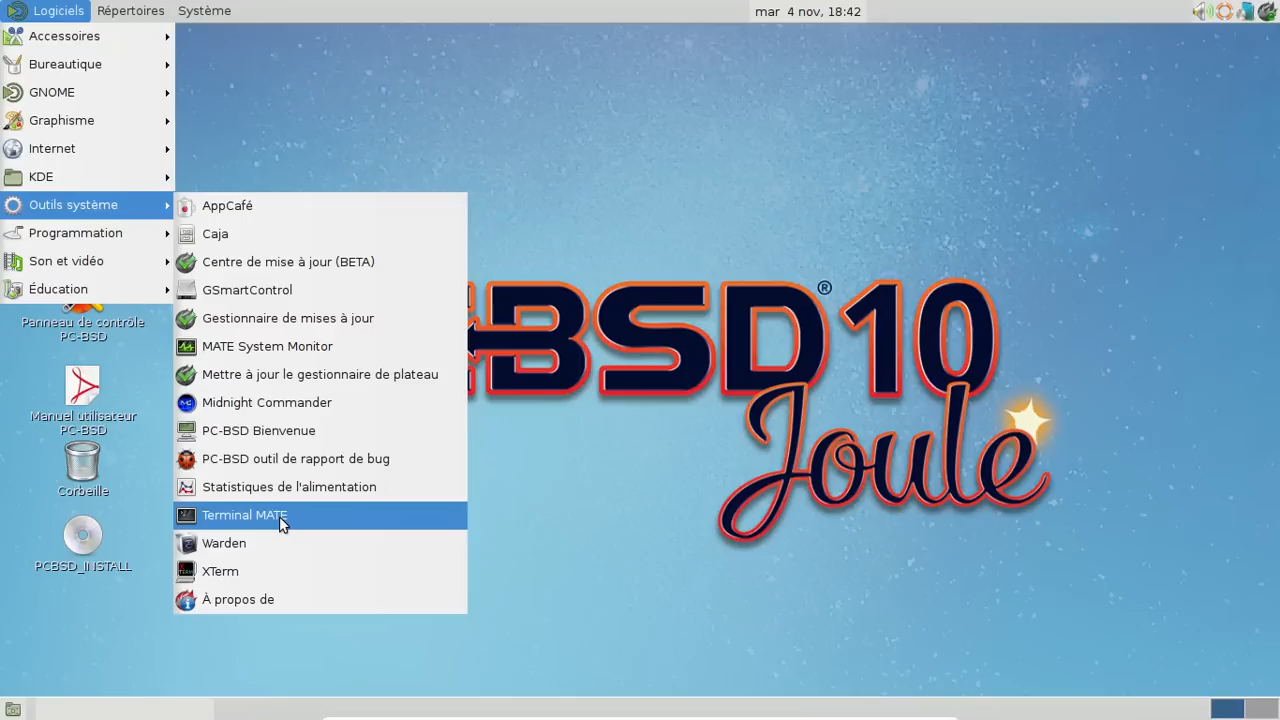 Logiciels Répertoires Système mar 4 nov, 18:42
Accessoires
Bureautique
GNOME
Graphisme
Internet
KDE
Outils système
Programmation
Son et vidéo
Éducation
AppCafé
Caja
Centre de mise à jour (BETA)
GSmartControl
Gestionnaire de mises à jour
MATE System Monitor
Mettre à jour le gestionnaire de plateau
Midnight Commander
PC-BSD Bienvenue
PC-BSD outil de rapport de bug
Statistiques de l'alimentation
Terminal MATE
Warden
XTerm
À propos de
Panneau de contrôle
PC-BSD
Manuel utilisateur
PC-BSD
Corbeille
PCBSD_INSTALL
BSD® 10
Joule